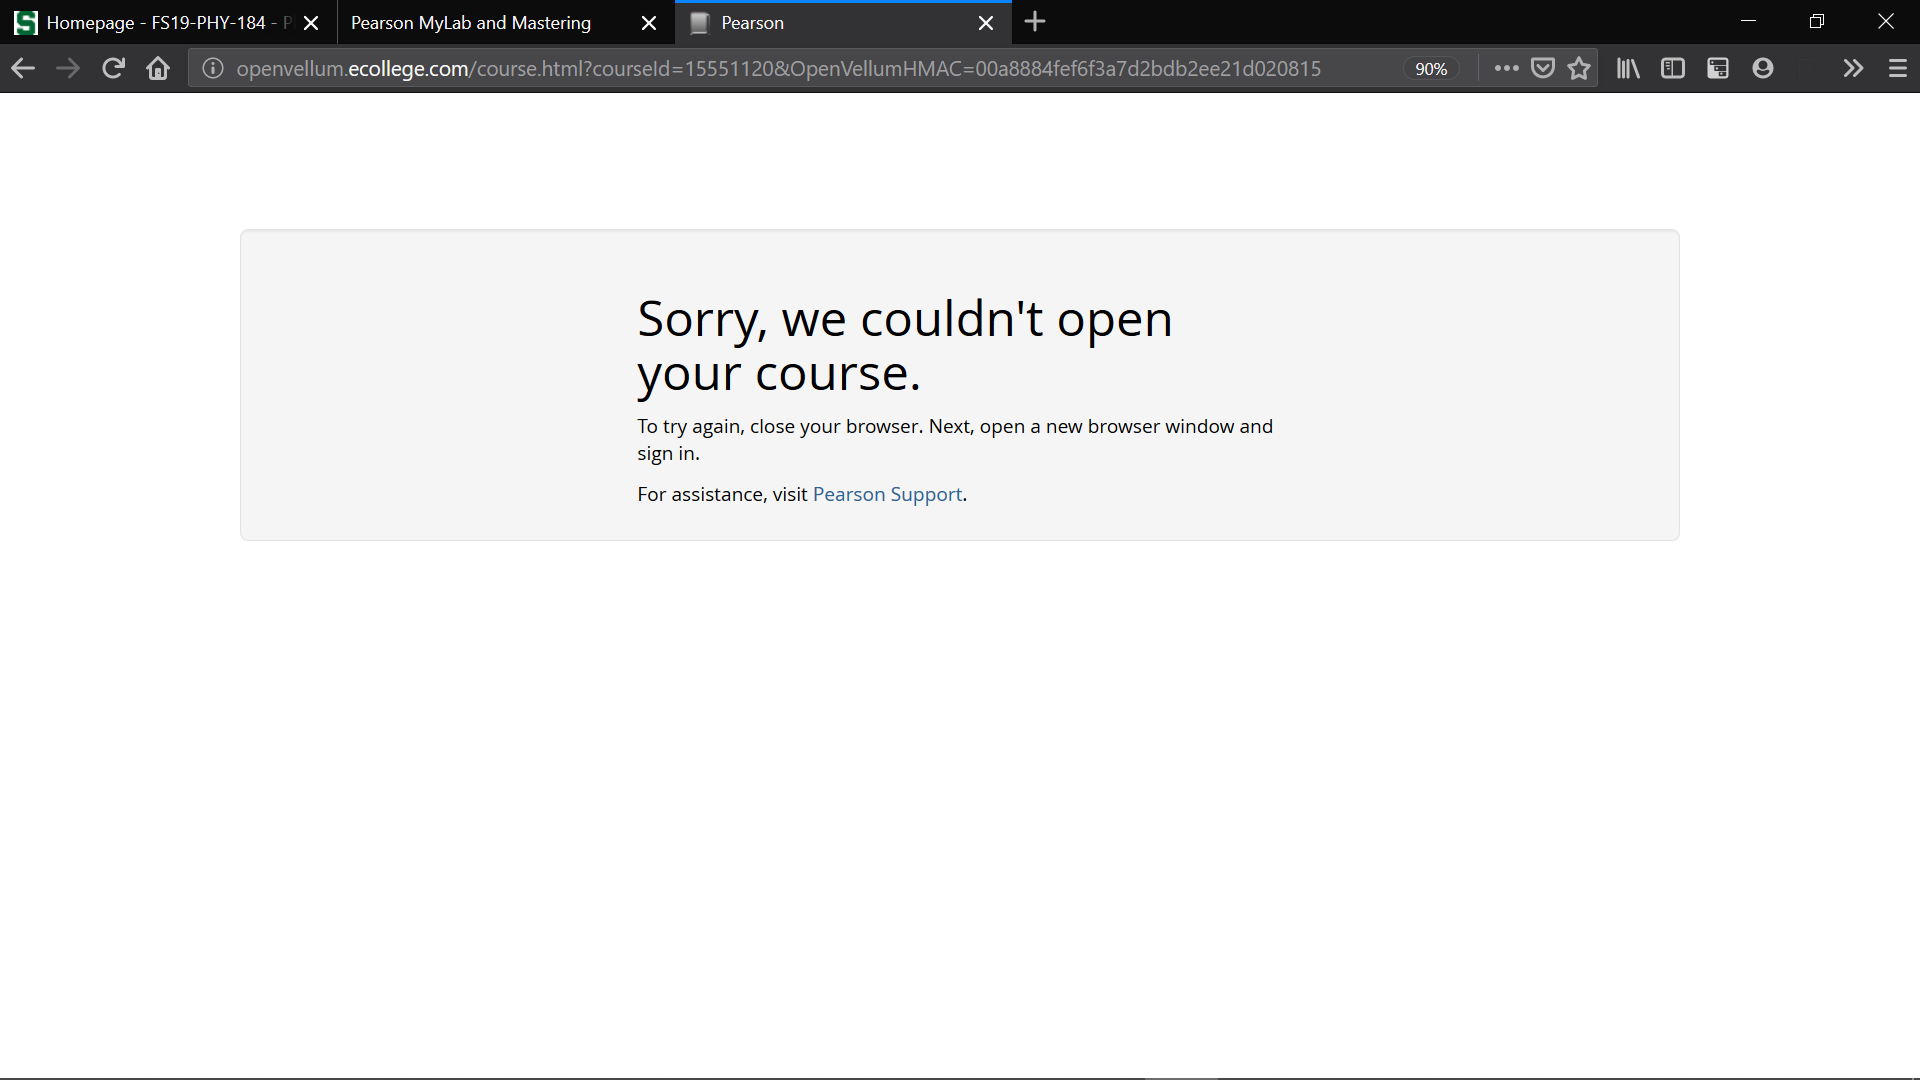 Homepage - FS19-PHY-184 - P
Pearson MyLab and Mastering
Pearson
openvellum.ecollege.com/course.html?courseId=15551120&OpenVellumHMAC=00a8884fef6f3a7d2bdb2ee21d020815
90%
Sorry, we couldn't open
your course.
To try again, close your browser. Next, open a new browser window and
sign in.
For assistance, visit Pearson Support.